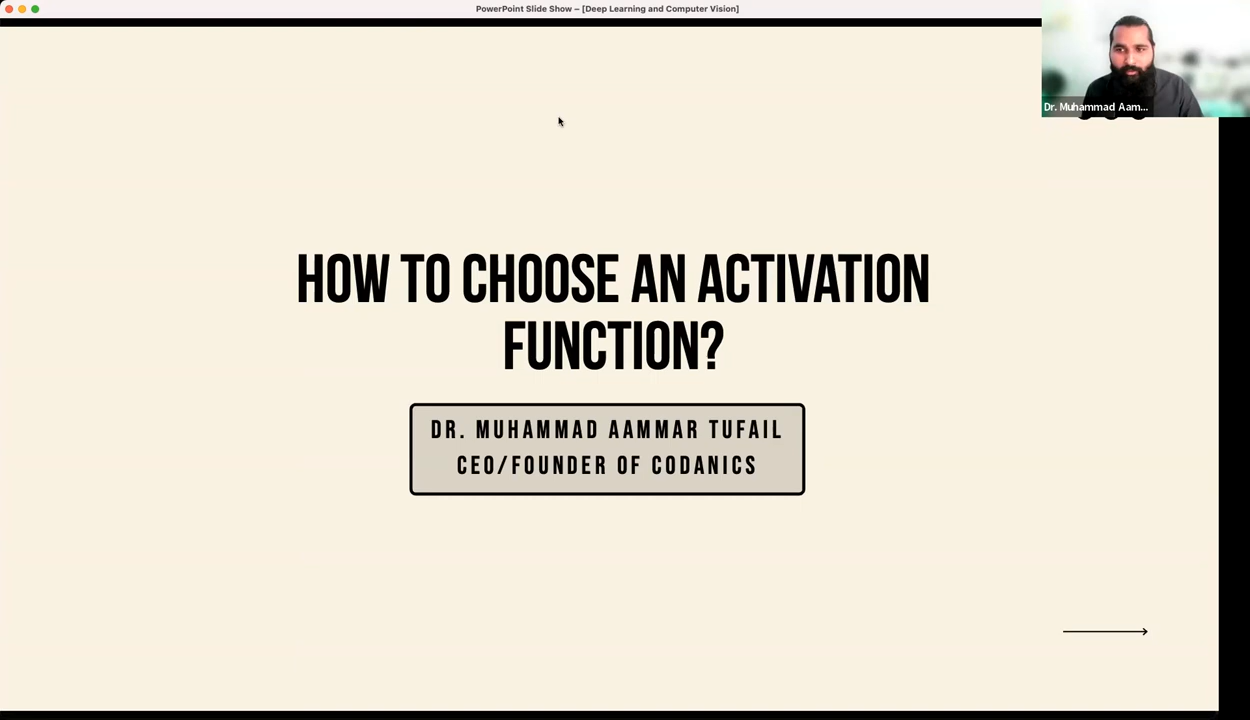 PowerPoint Slide Show – [Deep Learning and Computer Vision]
Dr. Muhammad Aam...
HOW TO CHOOSE AN ACTIVATION
FUNCTION?
DR. MUHAMMAD AAMMAR TUFAIL
CEO/FOUNDER OF CODANICS